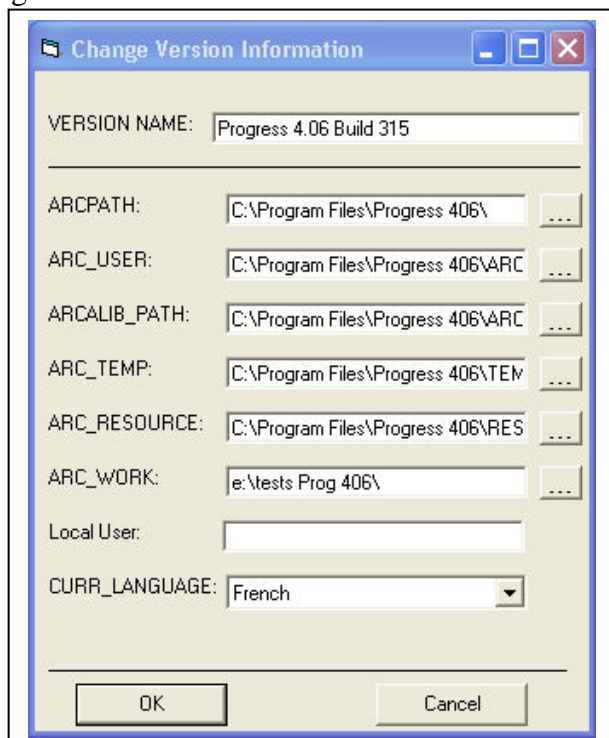 Change Version Information
VERSION NAME: Progress 4.06 Build 315
ARCPATH: C:\Program Files\Progress 406\ ...
ARC_USER: C:\Program Files\Progress 406\ARC ...
ARCALIB_PATH: C:\Program Files\Progress 406\ARC ...
ARC_TEMP: C:\Program Files\Progress 406\TEM ...
ARC_RESOURCE: C:\Program Files\Progress 406\RES ...
ARC_WORK: e:\tests Prog 406\ ...
Local User:
CURR_LANGUAGE: French
OK Cancel